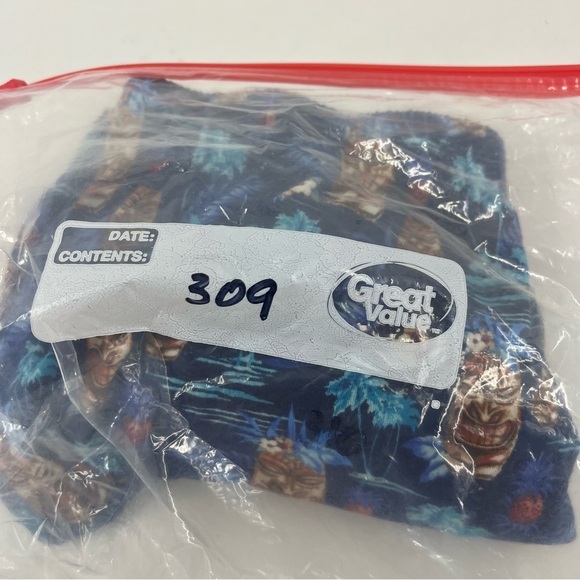 DATE:
CONTENTS:
309
Great
Value